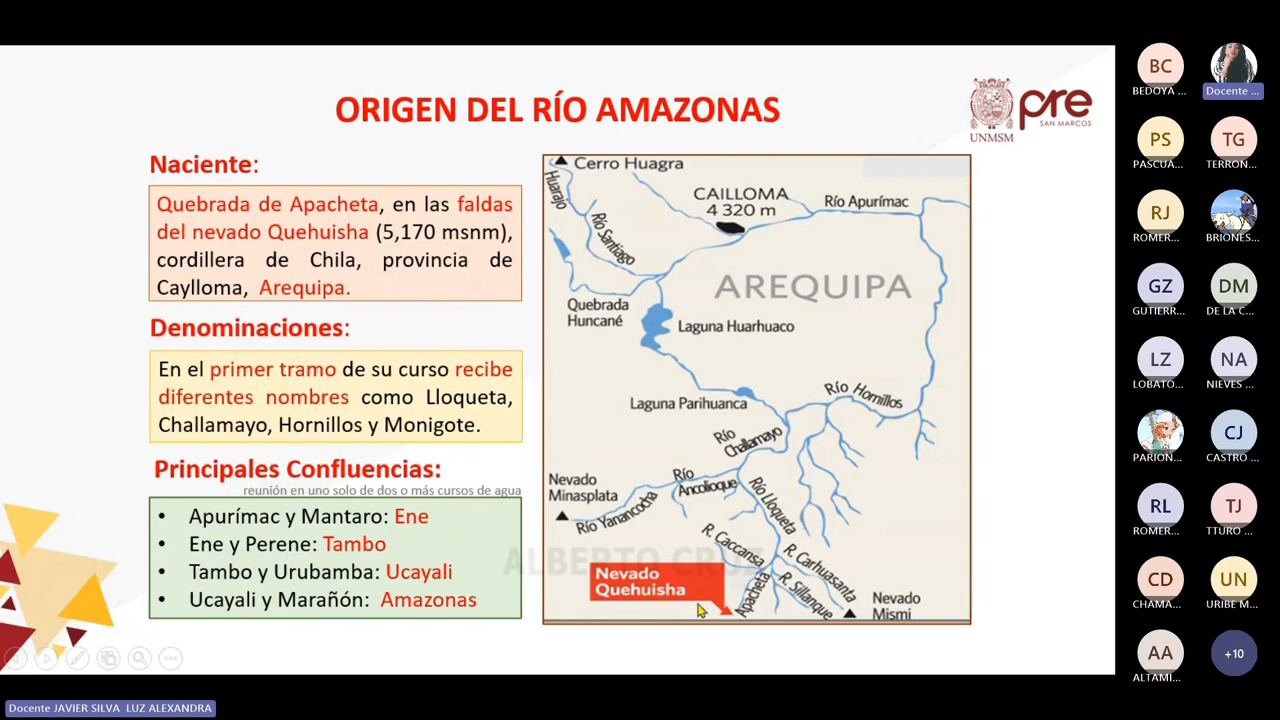 ORIGEN DEL RÍO AMAZONAS
UNMSM
pre
SAN MARCOS
Naciente:
Quebrada de Apacheta, en las faldas
del nevado Quehuisha (5,170 msnm),
cordillera de Chila, provincia de
Caylloma, Arequipa.
Denominaciones:
En el primer tramo de su curso recibe
diferentes nombres como Lloqueta,
Challamayo, Hornillos y Monigote.
Principales Confluencias:
reunión en uno solo de dos o más cursos de agua
• Apurímac y Mantaro: Ene
• Ene y Perene: Tambo
• Tambo y Urubamba: Ucayali
• Ucayali y Marañón: Amazonas
Cerro Huagra
Huarajo
Río Santiago
CAILLOMA
4 320 m
Río Apurímac
AREQUIPA
Quebrada
Huncané
Laguna Huarhuaco
Laguna Parihuanca
Río Hornillos
Río
Challamayo
Nevado
Minasplata
Río
Ancolloque
Río Yanancocha
Río Lloqueta
R. Caccansa
R. Carhuasanta
ALBERTO CRUZ
Nevado
Quehuisha
Apacheta
R. Sillanque
Nevado
Mismi
BC
BEDOYA ...
Docente ...
PS
PASCUA...
TG
TERRON...
RJ
ROMER...
BRIONES...
GZ
GUTIERR...
DM
DE LA C...
LZ
LOBATO...
NA
NIEVES ...
PARION...
CJ
CASTRO ...
RL
ROMER...
TJ
TTURO ...
CD
CHAMA...
UN
URIBE M...
AA
ALTAMI...
+10
Docente JAVIER SILVA LUZ ALEXANDRA